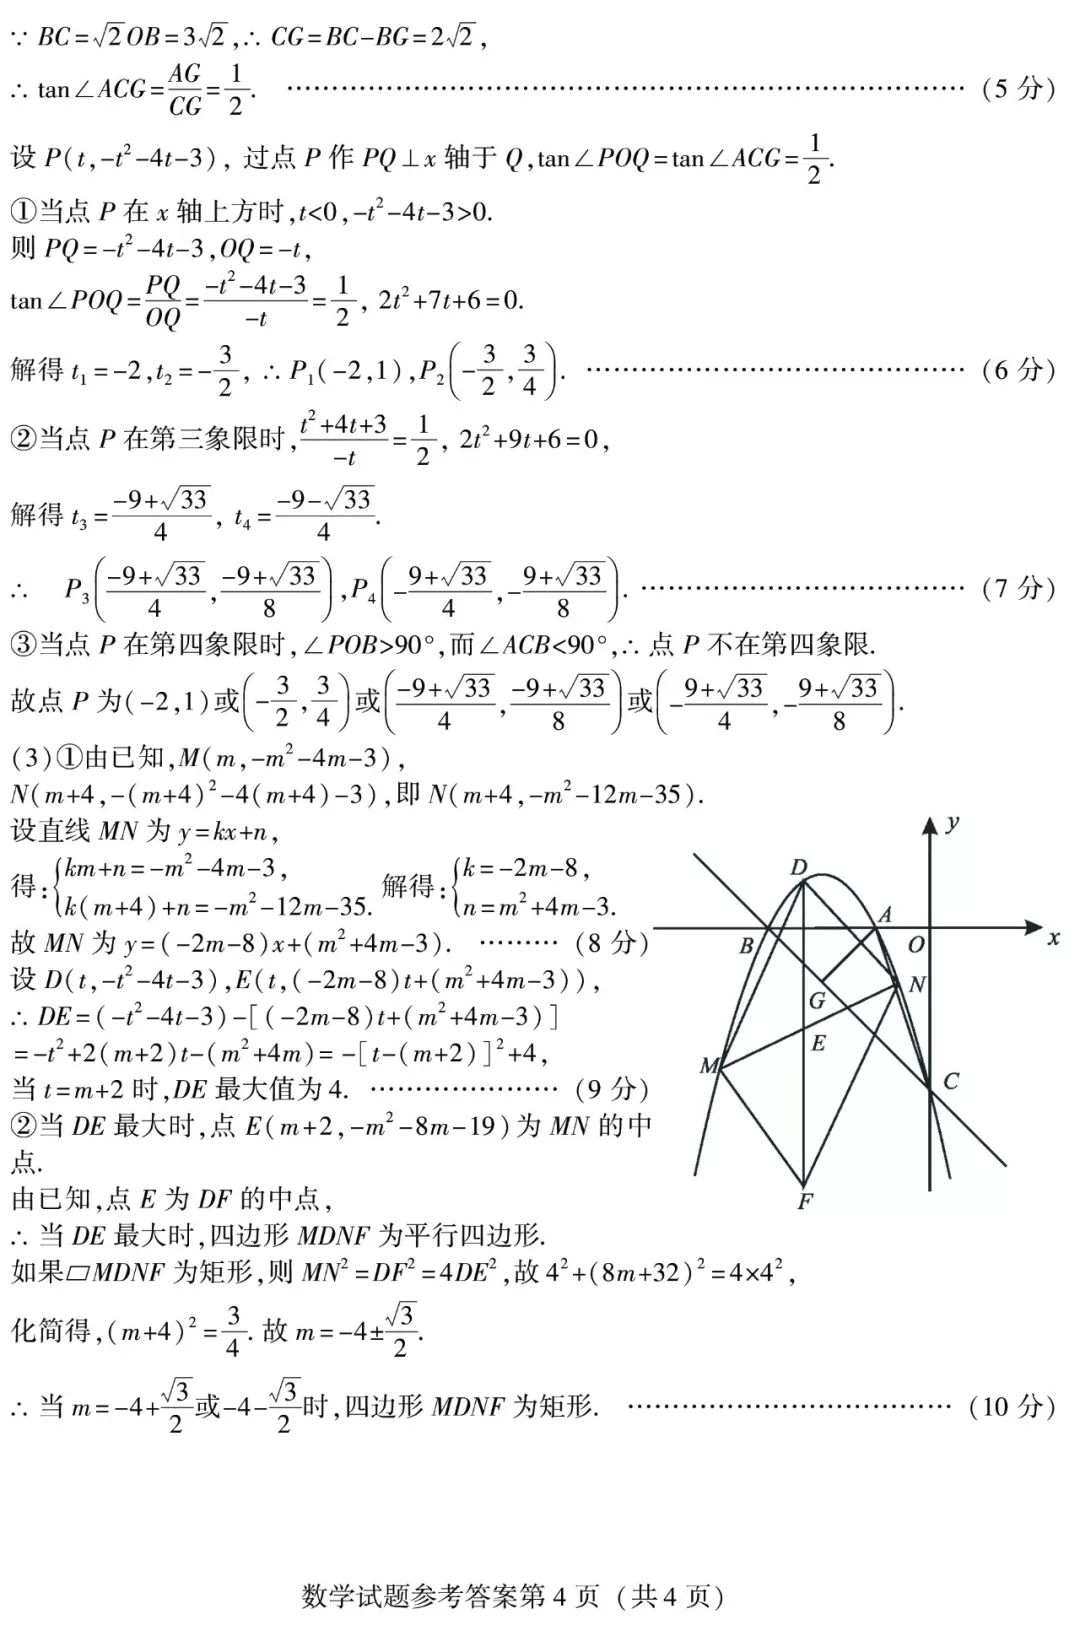 ∵ BC=√2OB=3√2,∴ CG=BC-BG=2√2,
∴ tan∠ACG=AG/CG=1/2. ………………………………………………………………… (5 分)
设 P(t,-t²-4t-3), 过点 P 作 PQ⊥x 轴于 Q,tan∠POQ=tan∠ACG=1/2.
①当点 P 在 x 轴上方时,t<0,-t²-4t-3>0.
则 PQ=-t²-4t-3,OQ=-t,
tan∠POQ=PQ/OQ=(-t²-4t-3)/(-t)=1/2, 2t²+7t+6=0.
解得 t₁=-2,t₂=-3/2, ∴ P₁(-2,1),P₂(-3/2,3/4). …………………………………… (6 分)
②当点 P 在第三象限时,(t²+4t+3)/(-t)=1/2, 2t²+9t+6=0,
解得 t₃=(-9+√33)/4, t₄=(-9-√33)/4.
∴ P₃((-9+√33)/4,(-9+√33)/8),P₄(-(9+√33)/4,-(9+√33)/8). ……………………………… (7 分)
③当点 P 在第四象限时,∠POB>90°,而∠ACB<90°,∴ 点 P 不在第四象限.
故点 P 为(-2,1)或(-3/2,3/4)或((-9+√33)/4,(-9+√33)/8)或(-(9+√33)/4,-(9+√33)/8).
(3)①由已知,M(m,-m²-4m-3),
N(m+4,-(m+4)²-4(m+4)-3),即 N(m+4,-m²-12m-35).
设直线 MN 为 y=kx+n,
得:{km+n=-m²-4m-3, k(m+4)+n=-m²-12m-35. 解得:{k=-2m-8, n=m²+4m-3.
故 MN 为 y=(-2m-8)x+(m²+4m-3). ……… (8 分)
设 D(t,-t²-4t-3),E(t,(-2m-8)t+(m²+4m-3)),
∴ DE=(-t²-4t-3)-[(-2m-8)t+(m²+4m-3)]
=-t²+2(m+2)t-(m²+4m)=-[t-(m+2)]²+4,
当 t=m+2 时,DE 最大值为 4. ………………… (9 分)
②当 DE 最大时,点 E(m+2,-m²-8m-19)为 MN 的中
点.
由已知,点 E 为 DF 的中点,
∴ 当 DE 最大时,四边形 MDNF 为平行四边形.
如果▱MDNF 为矩形,则 MN²=DF²=4DE²,故 4²+(8m+32)²=4×4²,
化简得,(m+4)²=3/4. 故 m=-4±√3/2.
∴ 当 m=-4+√3/2或-4-√3/2时,四边形 MDNF 为矩形. ……………………………… (10 分)
y
D
A
B
O
x
G
N
E
M
C
F
数学试题参考答案第 4 页 (共 4 页)